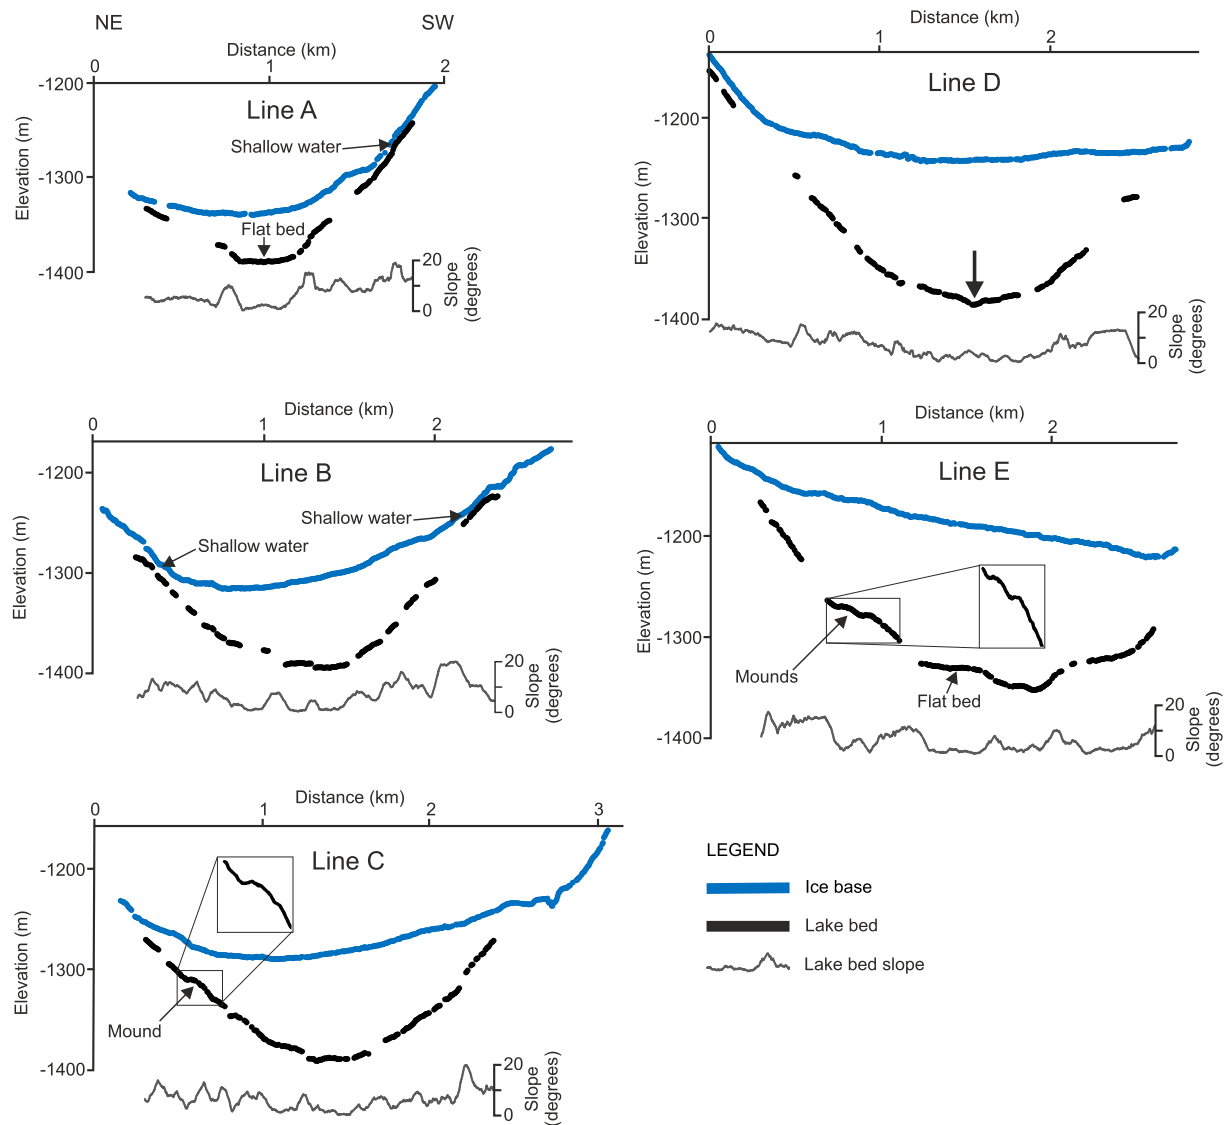 NE
SW
Distance (km)
0
1
2
-1200
-1300
-1400
Elevation (m)
Line A
Shallow water
Flat bed
20
0
Slope
(degrees)
Distance (km)
0
1
2
-1200
-1300
-1400
Elevation (m)
Line D
20
0
Slope
(degrees)
Distance (km)
0
1
2
-1200
-1300
-1400
Elevation (m)
Line B
Shallow water
Shallow water
20
0
Slope
(degrees)
Distance (km)
0
1
2
-1200
-1300
-1400
Elevation (m)
Line E
Mounds
Flat bed
20
0
Slope
(degrees)
Distance (km)
0
1
2
3
-1200
-1300
-1400
Elevation (m)
Line C
Mound
20
0
Slope
(degrees)
LEGEND
Ice base
Lake bed
Lake bed slope